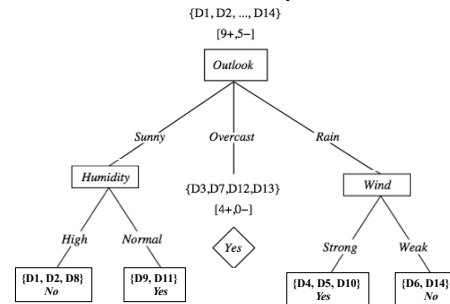 {D1, D2, ..., D14}
[9+,5−]
Outlook
Sunny
Overcast
Rain
Humidity
{D3,D7,D12,D13}
[4+,0−]
Wind
High
Normal
Yes
Strong
Weak
{D1, D2, D8}
No
{D9, D11}
Yes
{D4, D5, D10}
Yes
{D6, D14}
No